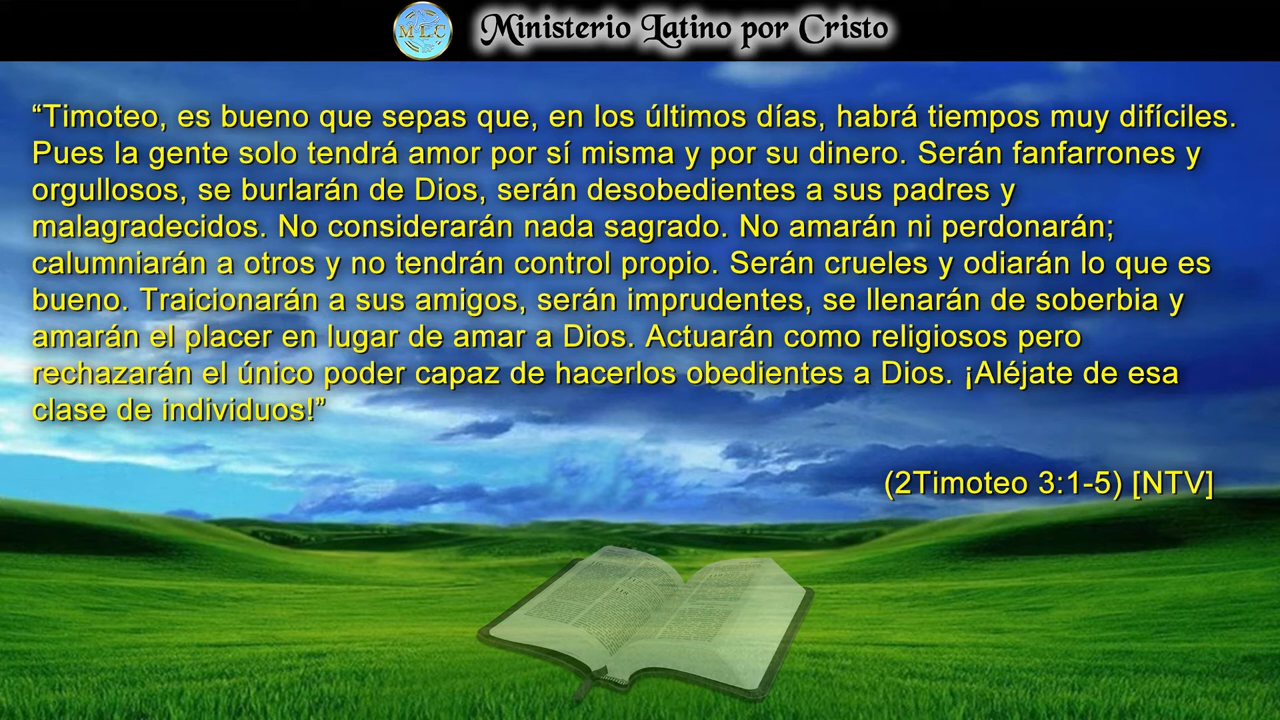 MLC Ministerio Latino por Cristo
“Timoteo, es bueno que sepas que, en los últimos días, habrá tiempos muy difíciles.
Pues la gente solo tendrá amor por sí misma y por su dinero. Serán fanfarrones y
orgullosos, se burlarán de Dios, serán desobedientes a sus padres y
malagradecidos. No considerarán nada sagrado. No amarán ni perdonarán;
calumniarán a otros y no tendrán control propio. Serán crueles y odiarán lo que es
bueno. Traicionarán a sus amigos, serán imprudentes, se llenarán de soberbia y
amarán el placer en lugar de amar a Dios. Actuarán como religiosos pero
rechazarán el único poder capaz de hacerlos obedientes a Dios. ¡Aléjate de esa
clase de individuos!”
(2Timoteo 3:1-5) [NTV]